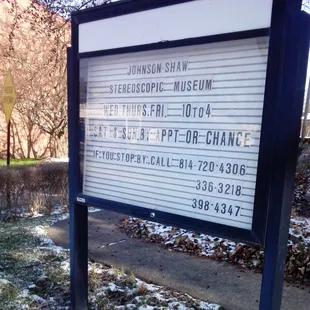 JOHNSON SHAW
STEREOSCOPIC MUSEUM
WED. THURS. FRI. 10 TO 4
SAT & SUN. BY APPT OR CHANCE
IF YOU STOP BY, CALL 814-720-4306
336-3218
398-4347